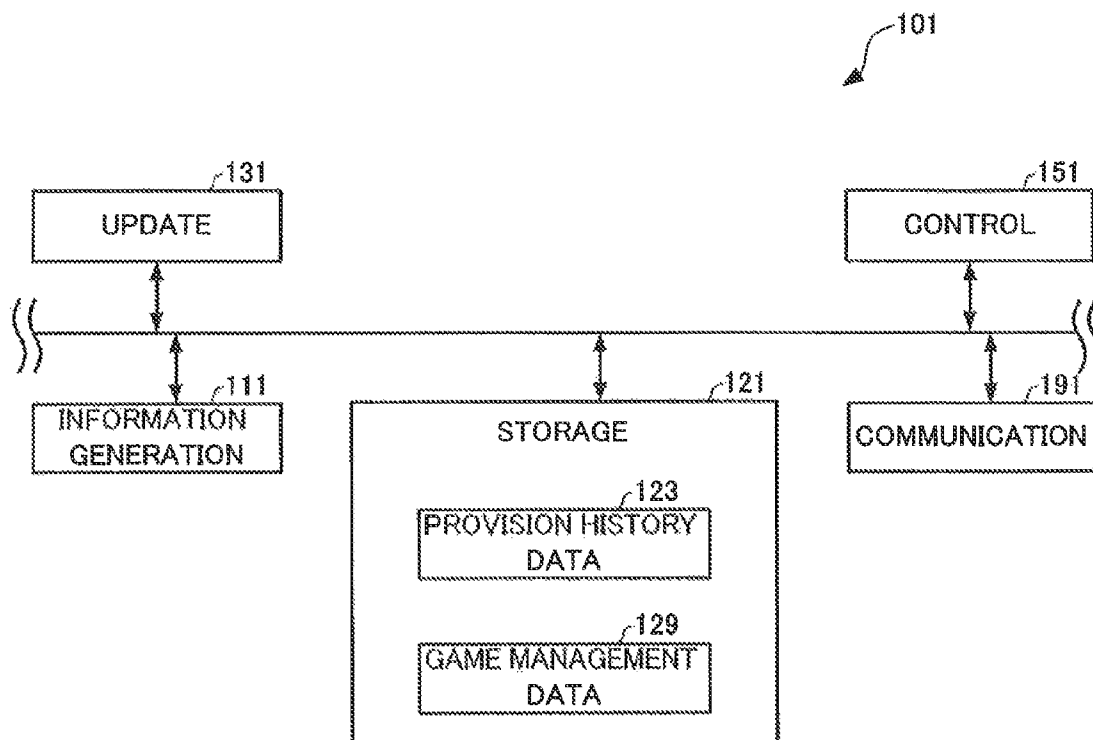 101
131
UPDATE
151
CONTROL
111
INFORMATION
GENERATION
121
STORAGE
191
COMMUNICATION
123
PROVISION HISTORY
DATA
129
GAME MANAGEMENT
DATA